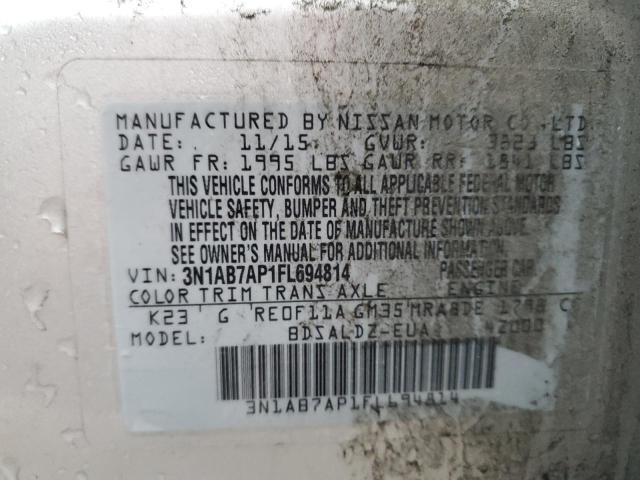 MANUFACTURED BY NISSAN MOTOR CO.,LTD.
DATE: 11/15 GVWR: 3323 LBS
GAWR FR: 1995 LBS GAWR RR: 1841 LBS
THIS VEHICLE CONFORMS TO ALL APPLICABLE FEDERAL MOTOR
VEHICLE SAFETY, BUMPER AND THEFT PREVENTION STANDARDS
IN EFFECT ON THE DATE OF MANUFACTURE SHOWN ABOVE.
SEE OWNER'S MANUAL FOR ADDITIONAL INFORMATION.
VIN: 3N1AB7AP1FL694814 PASSENGER CAR
COLOR TRIM TRANS AXLE ENGINE
K23 G RE0F11A GM35 MRA8DE 1798 C
MODEL: BDSALDZ-EUA 42000
3N1AB7AP1FL694814